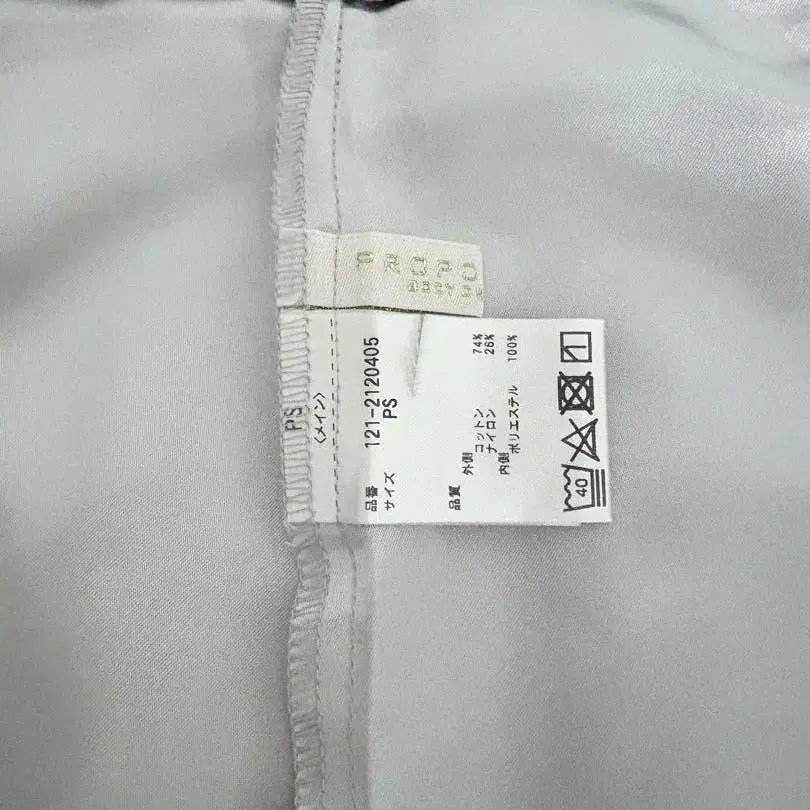 PS
〈メイン〉
品番 121-2120405
サイズ PS
品質
外側
コットン 74%
ナイロン 26%
内側
ポリエステル 100%
40